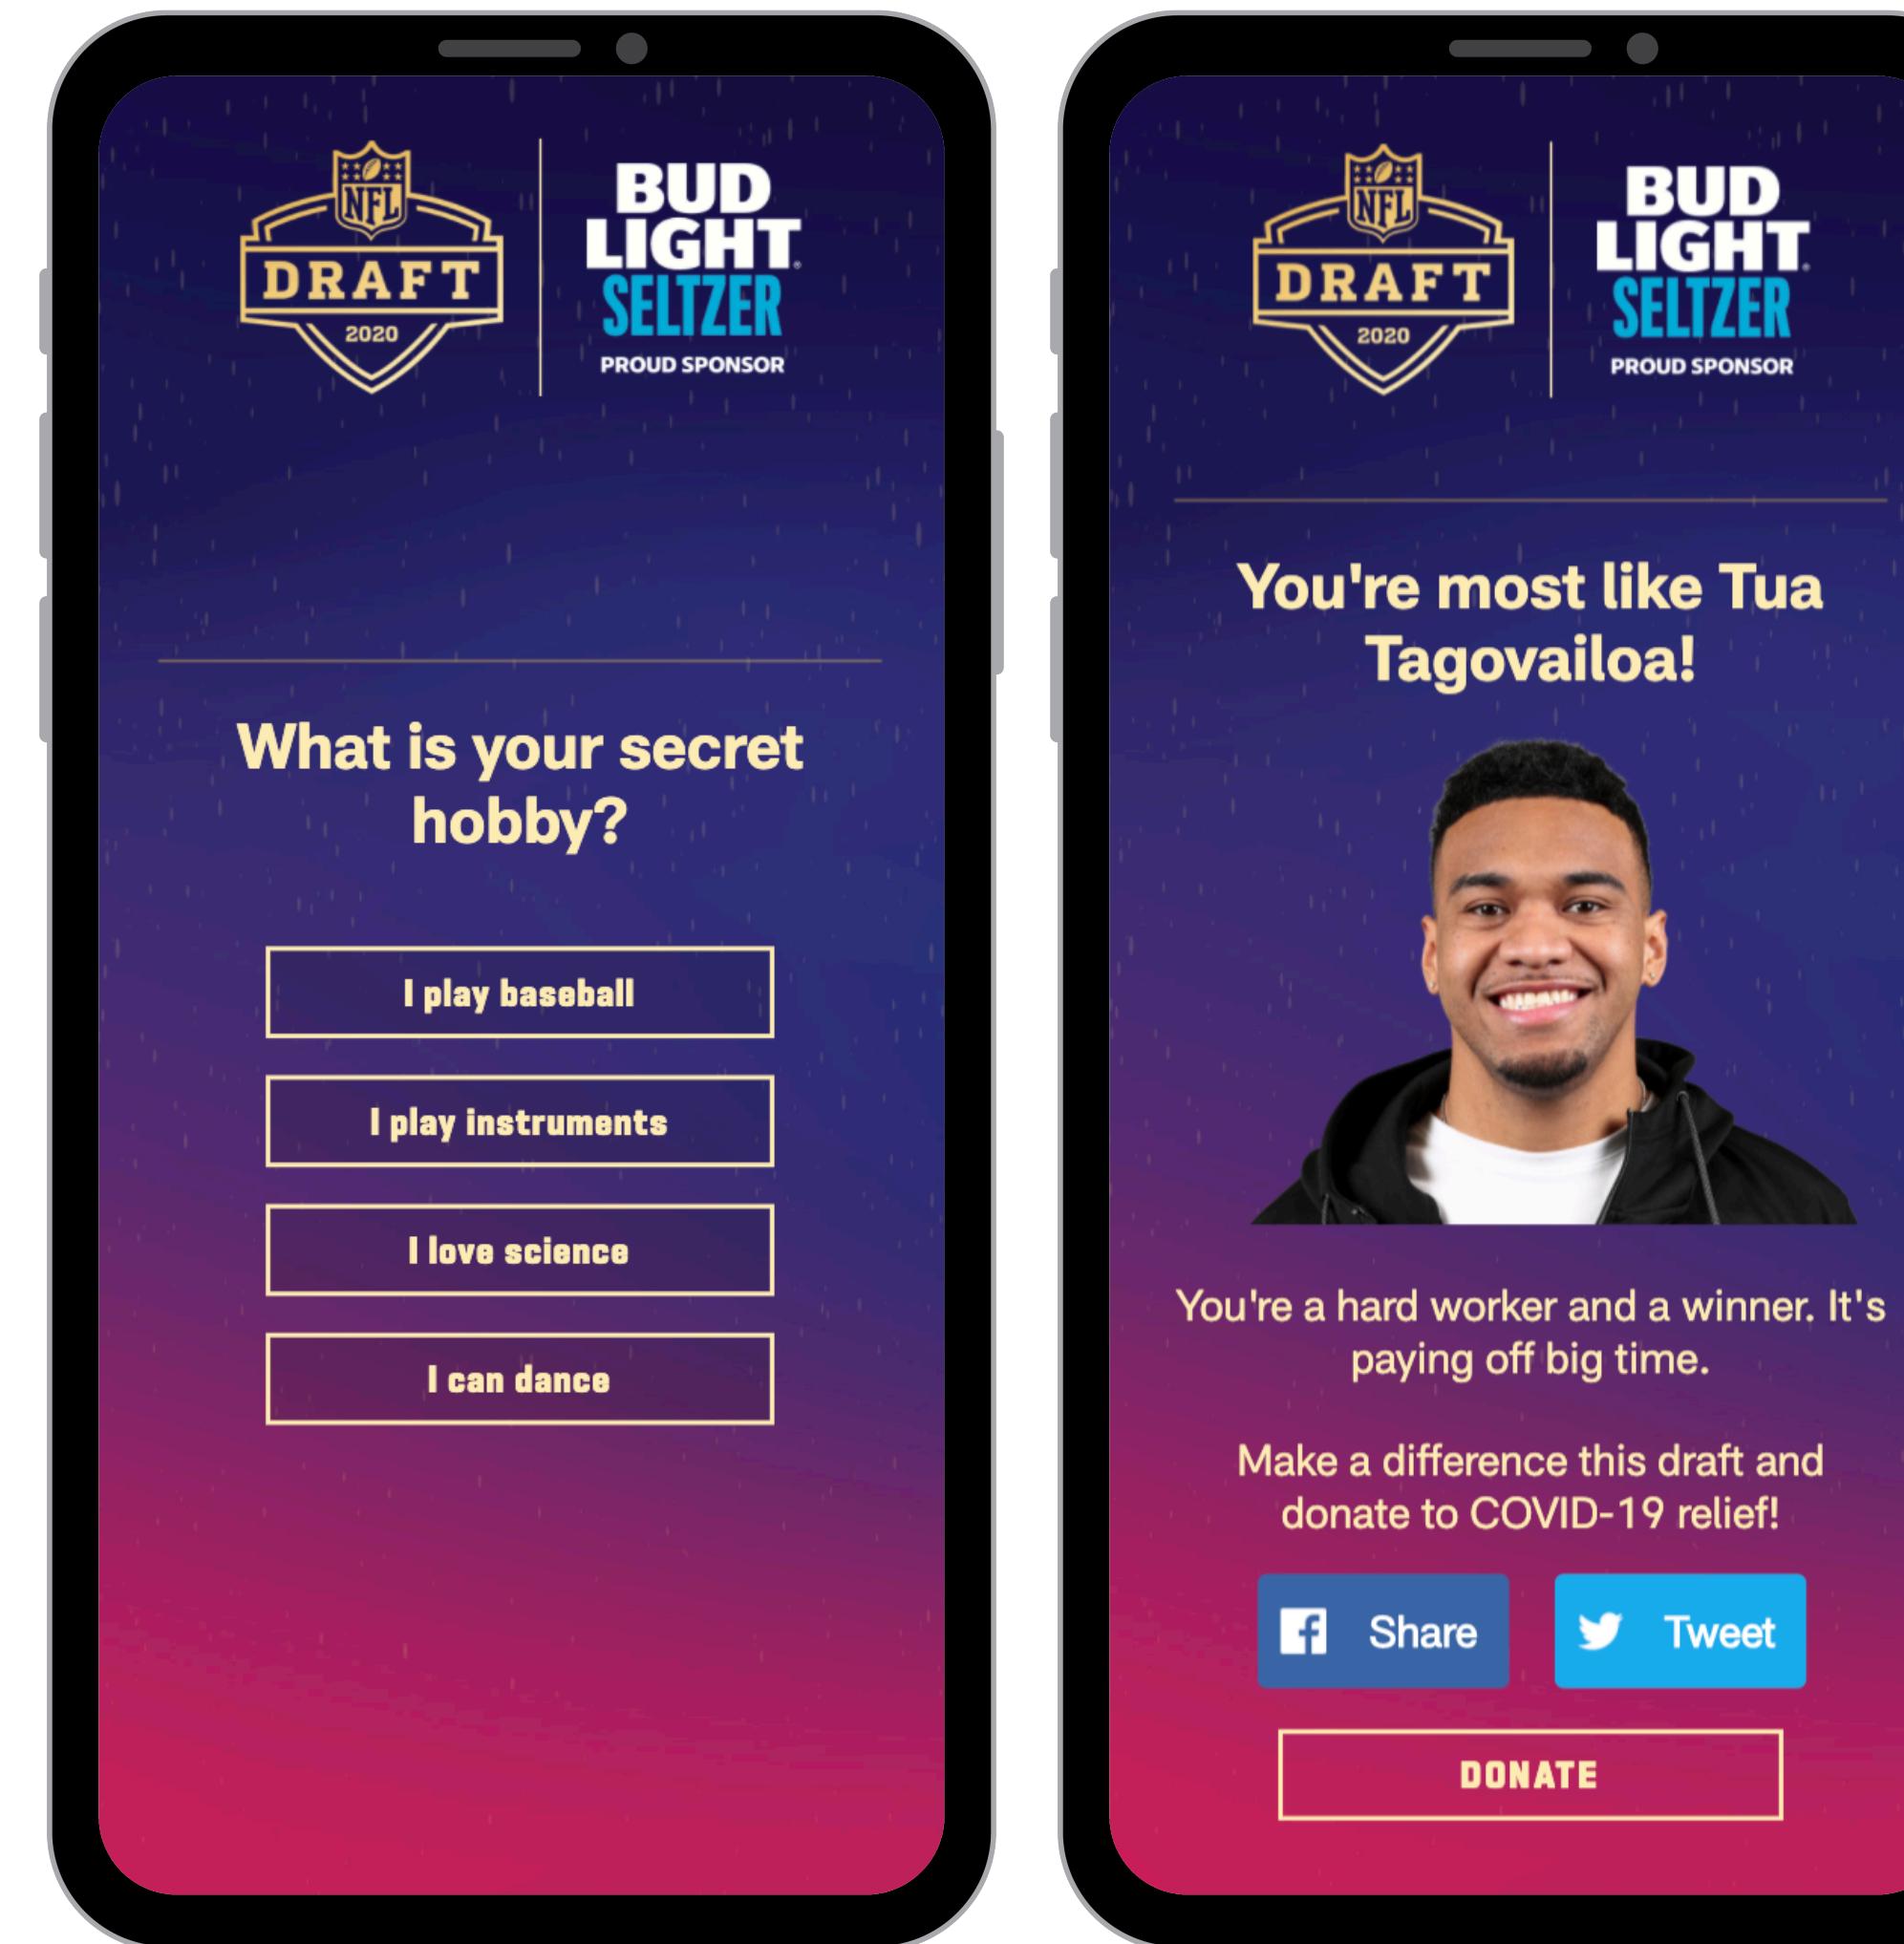 NFL
DRAFT
2020
BUD
LIGHT
SELTZER
PROUD SPONSOR
What is your secret
hobby?
I play baseball
I play instruments
I love science
I can dance
NFL
DRAFT
2020
BUD
LIGHT
SELTZER
PROUD SPONSOR
You're most like Tua
Tagovailoa!
You're a hard worker and a winner. It's
paying off big time.
Make a difference this draft and
donate to COVID-19 relief!
Share
Tweet
DONATE